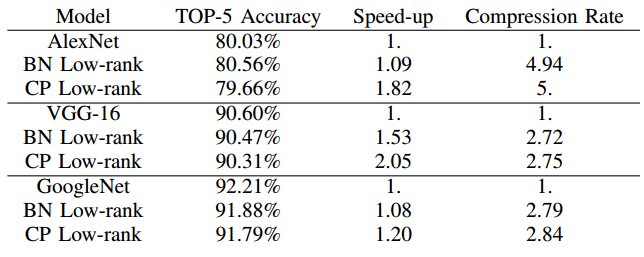 Model TOP-5 Accuracy Speed-up Compression Rate
AlexNet 80.03% 1. 1.
BN Low-rank 80.56% 1.09 4.94
CP Low-rank 79.66% 1.82 5.
VGG-16 90.60% 1. 1.
BN Low-rank 90.47% 1.53 2.72
CP Low-rank 90.31% 2.05 2.75
GoogleNet 92.21% 1. 1.
BN Low-rank 91.88% 1.08 2.79
CP Low-rank 91.79% 1.20 2.84